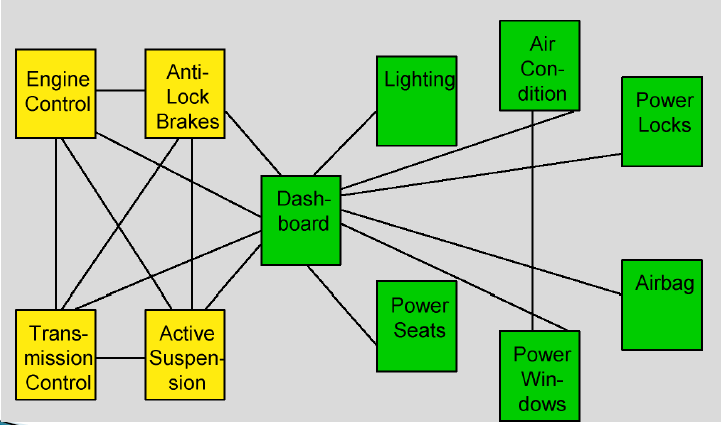 Engine
Control
Anti-
Lock
Brakes
Lighting
Air
Con-
dition
Power
Locks
Dash-
board
Trans-
mission
Control
Active
Suspen-
sion
Power
Seats
Power
Win-
dows
Airbag